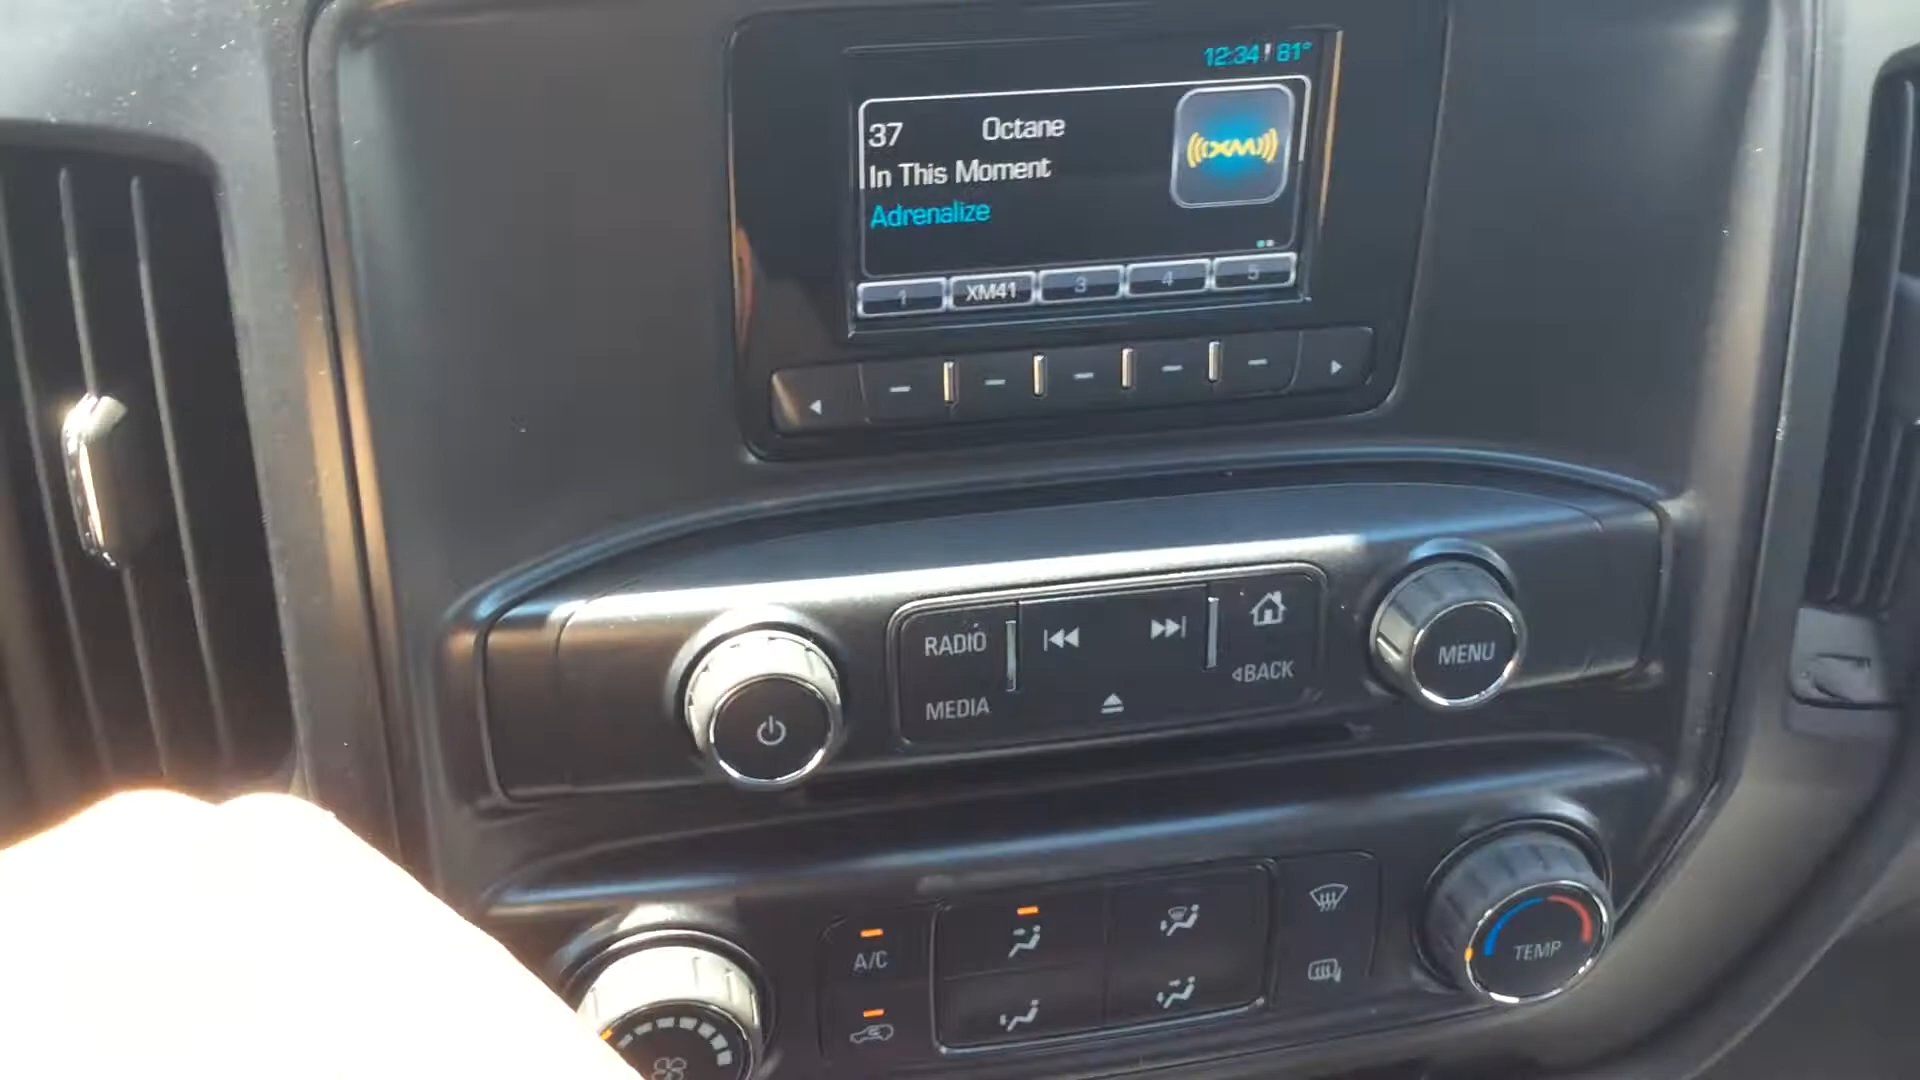 12:34 81°
37 Octane
In This Moment
Adrenalize
XM
1 XM41 3 4 5
RADIO
MEDIA
BACK
MENU
A/C
TEMP